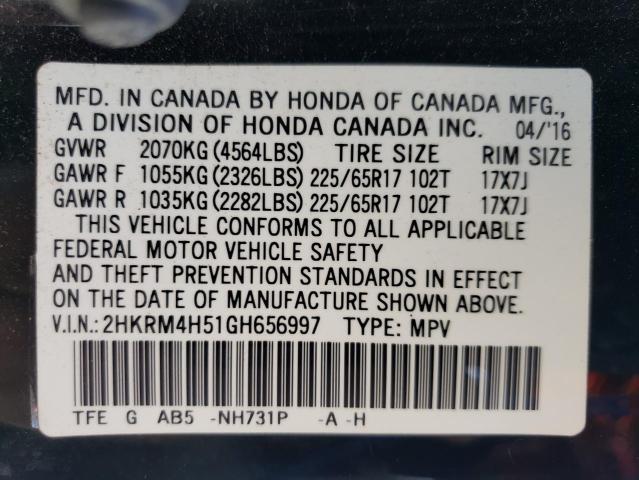 MFD. IN CANADA BY HONDA OF CANADA MFG.,
A DIVISION OF HONDA CANADA INC. 04/'16
GVWR 2070KG(4564LBS) TIRE SIZE RIM SIZE
GAWR F 1055KG(2326LBS) 225/65R17 102T 17X7J
GAWR R 1035KG(2282LBS) 225/65R17 102T 17X7J
THIS VEHICLE CONFORMS TO ALL APPLICABLE
FEDERAL MOTOR VEHICLE SAFETY
AND THEFT PREVENTION STANDARDS IN EFFECT
ON THE DATE OF MANUFACTURE SHOWN ABOVE.
V.I.N.:2HKRM4H51GH656997 TYPE: MPV
TFE G AB5 -NH731P -A -H